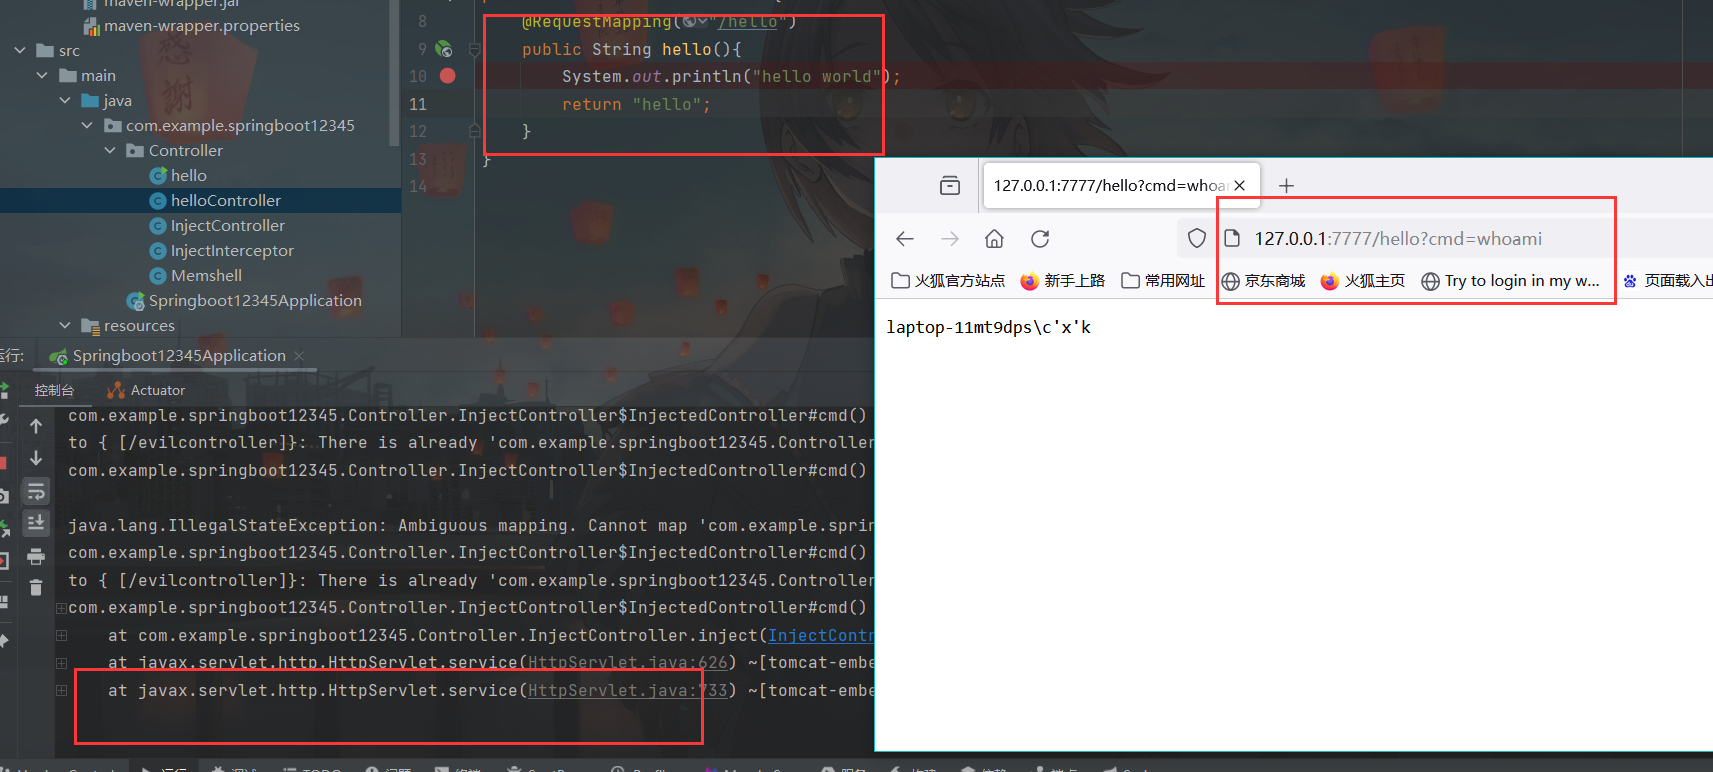 maven-wrapper.jar
maven-wrapper.properties
src
main
java
com.example.springboot12345
Controller
hello
helloController
InjectController
InjectInterceptor
Memshell
Springboot12345Application
resources
8 @RequestMapping("/hello")
9 public String hello(){
10 System.out.println("hello world");
11 return "hello";
12 }
13 }
14
感
謝
127.0.0.1:7777/hello?cmd=whoam
127.0.0.1:7777/hello?cmd=whoami
火狐官方站点 新手上路 常用网址 京东商城 火狐主页 Try to login in my w... 页面载入出
laptop-11mt9dps\c'x'k
运行: Springboot12345Application
控制台 Actuator
com.example.springboot12345.Controller.InjectController$InjectedController#cmd()
to { [/evilcontroller]}: There is already 'com.example.springboot12345.Controller
com.example.springboot12345.Controller.InjectController$InjectedController#cmd()
java.lang.IllegalStateException: Ambiguous mapping. Cannot map 'com.example.sprin
com.example.springboot12345.Controller.InjectController$InjectedController#cmd()
to { [/evilcontroller]}: There is already 'com.example.springboot12345.Controller
com.example.springboot12345.Controller.InjectController$InjectedController#cmd()
at com.example.springboot12345.Controller.InjectController.inject(InjectContr
at javax.servlet.http.HttpServlet.service(HttpServlet.java:626) ~[tomcat-embe
at javax.servlet.http.HttpServlet.service(HttpServlet.java:733) ~[tomcat-embe